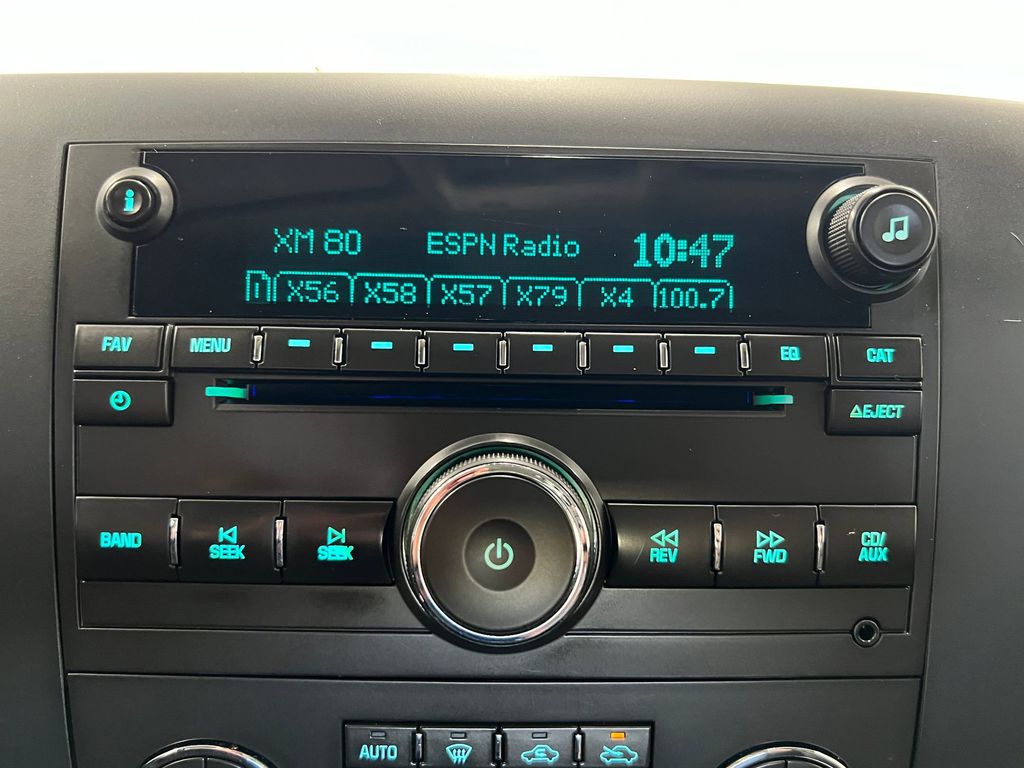 i
XM 80 ESPN Radio 10:47
X56 X58 X57 X79 X4 100.7
FAV MENU EQ CAT
EJECT
BAND SEEK SEEK REV FWD CD/AUX
AUTO